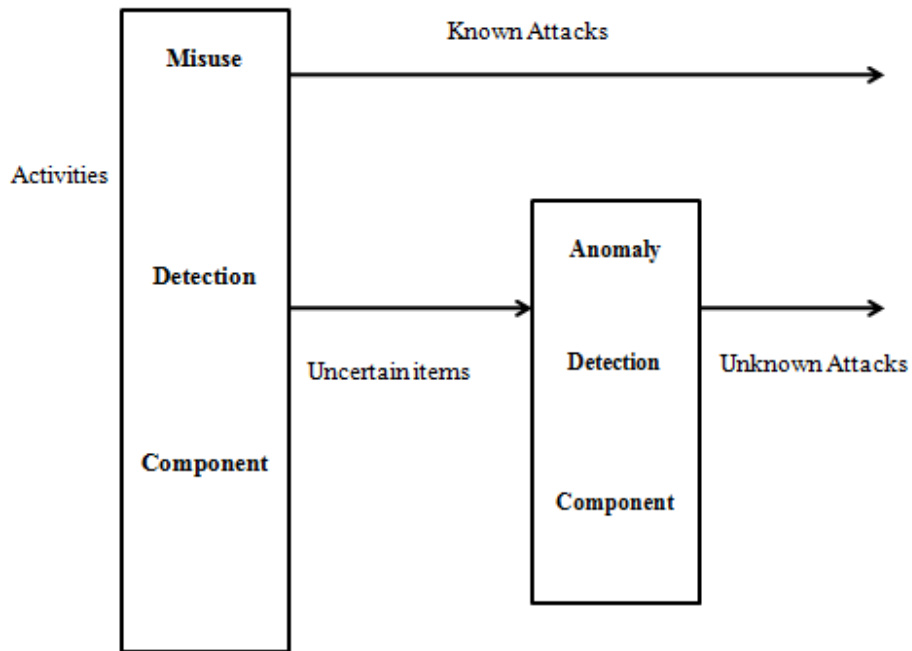 Known Attacks
Misuse
Activities
Detection
Component
Uncertain items
Anomaly
Detection
Component
Unknown Attacks